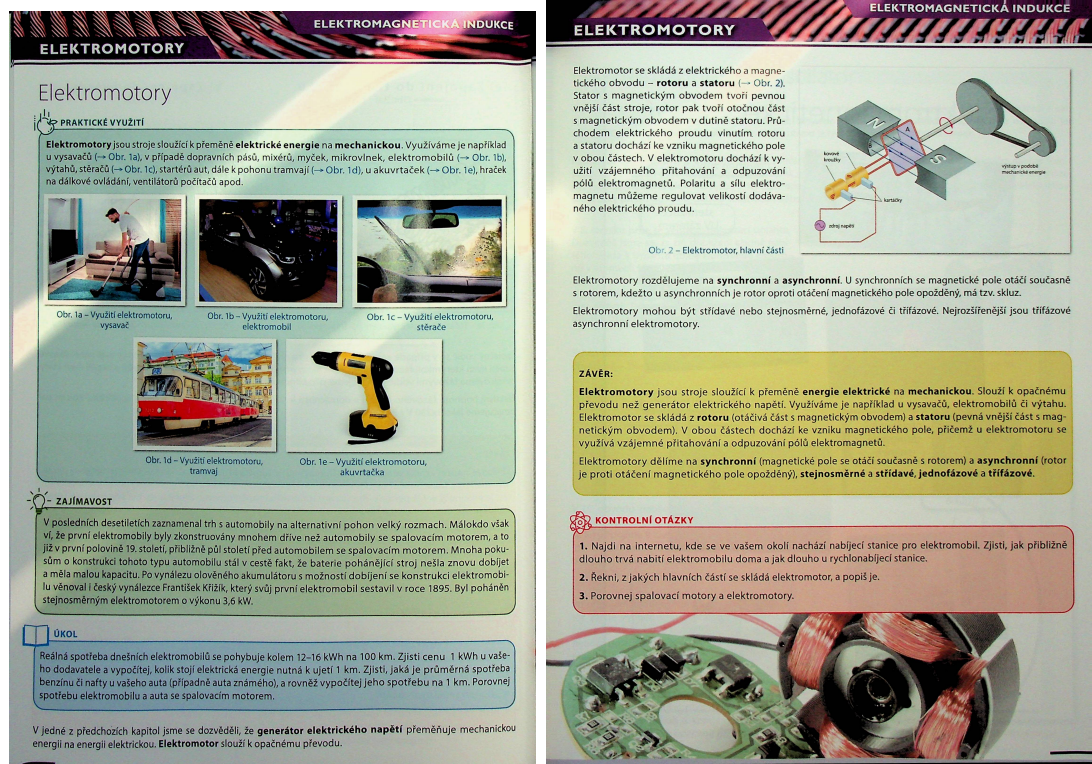 ELEKTROMAGNETICKÁ INDUKCE
ELEKTROMOTORY
Elektromotory
PRAKTICKÉ VYUŽITÍ
Elektromotory jsou stroje sloužící k přeměně elektrické energie na mechanickou. Využíváme je například
u vysavačů (→ Obr. 1a), v případě dopravních pásů, mixérů, myček, mikrovlnek, elektromobilů (→ Obr. 1b),
výtahů, stěračů (→ Obr. 1c), startérů aut, dále k pohonu tramvají (→ Obr. 1d), u akuvrtaček (→ Obr. 1e), hraček
na dálkové ovládání, ventilátorů počítačů apod.
Obr. 1a – Využití elektromotoru,
vysavač
Obr. 1b – Využití elektromotoru,
elektromobil
Obr. 1c – Využití elektromotoru,
stěrače
Obr. 1d – Využití elektromotoru,
tramvaj
Obr. 1e – Využití elektromotoru,
akuvrtačka
ZAJÍMAVOST
V posledních desetiletích zaznamenal trh s automobily na alternativní pohon velký rozmach. Málokdo však
ví, že první elektromobily byly zkonstruovány mnohem dříve než automobily se spalovacím motorem, a to
již v první polovině 19. století, přibližně půl století před automobilem se spalovacím motorem. Mnoha poku-
sům o konstrukci tohoto typu automobilu stál v cestě fakt, že baterie pohánějící stroj nešla znovu dobíjet
a měla malou kapacitu. Po vynálezu olověného akumulátoru s možností dobíjení se konstrukci elektromobi-
lu věnoval i český vynálezce František Křižík, který svůj první elektromobil sestavil v roce 1895. Byl poháněn
stejnosměrným elektromotorem o výkonu 3,6 kW.
ÚKOL
Reálná spotřeba dnešních elektromobilů se pohybuje kolem 12–16 kWh na 100 km. Zjisti cenu 1 kWh u vaše-
ho dodavatele a vypočítej, kolik stojí elektrická energie nutná k ujetí 1 km. Zjisti, jaká je průměrná spotřeba
benzínu či nafty u vašeho auta (případně auta známého), a rovněž vypočítej jeho spotřebu na 1 km. Porovnej
spotřebu elektromobilu a auta se spalovacím motorem.
V jedné z předchozích kapitol jsme se dozvěděli, že generátor elektrického napětí přeměňuje mechanickou
energii na energii elektrickou. Elektromotor slouží k opačnému převodu.
ELEKTROMAGNETICKÁ INDUKCE
ELEKTROMOTORY
Elektromotor se skládá z elektrického a magne-
tického obvodu – rotoru a statoru (→ Obr. 2).
Stator s magnetickým obvodem tvoří pevnou
vnější část stroje, rotor pak tvoří otočnou část
s magnetickým obvodem v dutině statoru. Prů-
chodem elektrického proudu vinutím rotoru
a statoru dochází ke vzniku magnetického pole
v obou částech. V elektromotoru dochází k vy-
užití vzájemného přitahování a odpuzování
pólů elektromagnetů. Polaritu a sílu elektro-
magnetu můžeme regulovat velikostí dodáva-
ného elektrického proudu.
N
A
S
kovové
kroužky
kartáčky
zdroj napětí
výstup v podobě
mechanické energie
Obr. 2 – Elektromotor, hlavní části
Elektromotory rozdělujeme na synchronní a asynchronní. U synchronních se magnetické pole otáčí současně
s rotorem, kdežto u asynchronních je rotor oproti otáčení magnetického pole opožděný, má tzv. skluz.
Elektromotory mohou být střídavé nebo stejnosměrné, jednofázové či třífázové. Nejrozšířenější jsou třífázové
asynchronní elektromotory.
ZÁVĚR:
Elektromotory jsou stroje sloužící k přeměně energie elektrické na mechanickou. Slouží k opačnému
převodu než generátor elektrického napětí. Využíváme je například u vysavačů, elektromobilů či výtahu.
Elektromotor se skládá z rotoru (otáčivá část s magnetickým obvodem) a statoru (pevná vnější část s mag-
netickým obvodem). V obou částech dochází ke vzniku magnetického pole, přičemž u elektromotoru se
využívá vzájemné přitahování a odpuzování pólů elektromagnetů.
Elektromotory dělíme na synchronní (magnetické pole se otáčí současně s rotorem) a asynchronní (rotor
je proti otáčení magnetického pole opožděný), stejnosměrné a střídavé, jednofázové a třífázové.
KONTROLNÍ OTÁZKY
1. Najdi na internetu, kde se ve vašem okolí nachází nabíjecí stanice pro elektromobil. Zjisti, jak přibližně
dlouho trvá nabití elektromobilu doma a jak dlouho u rychlonabíjecí stanice.
2. Řekni, z jakých hlavních částí se skládá elektromotor, a popiš je.
3. Porovnej spalovací motory a elektromotory.